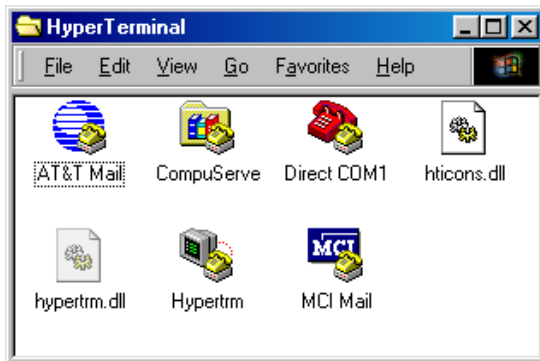 HyperTerminal
File Edit View Go Favorites Help
AT&T Mail CompuServe Direct COM1 hticons.dll
MCI
hypertrm.dll Hypertrm MCI Mail